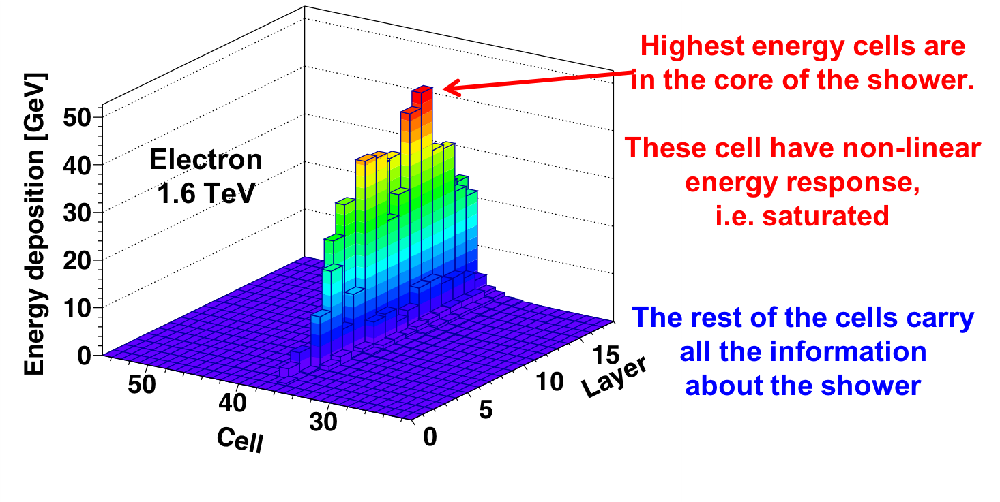 Highest energy cells are
in the core of the shower.
These cell have non-linear
energy response,
i.e. saturated
The rest of the cells carry
all the information
about the shower
Electron
1.6 TeV
Energy deposition [GeV]
50
40
30
20
10
0
50
40
30
Cell
0
5
10
15
Layer